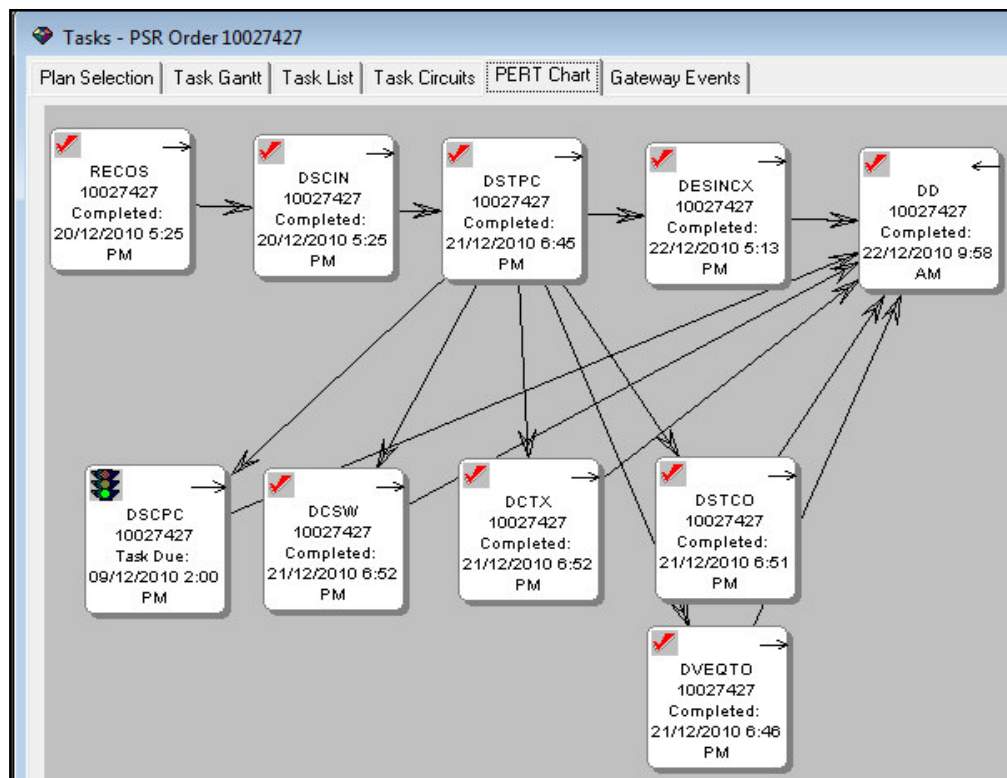 Tasks - PSR Order 10027427
Plan Selection Task Gantt Task List Task Circuits PERT Chart Gateway Events
RECOS
10027427
Completed:
20/12/2010 5:25
PM
DSCIN
10027427
Completed:
20/12/2010 5:25
PM
DSTPC
10027427
Completed:
21/12/2010 6:45
PM
DESINCX
10027427
Completed:
22/12/2010 5:13
PM
DD
10027427
Completed:
22/12/2010 9:58
AM
DSCPC
10027427
Task Due:
09/12/2010 2:00
PM
DCSW
10027427
Completed:
21/12/2010 6:52
PM
DCTX
10027427
Completed:
21/12/2010 6:52
PM
DSTCO
10027427
Completed:
21/12/2010 6:51
PM
DVEQTO
10027427
Completed:
21/12/2010 6:46
PM